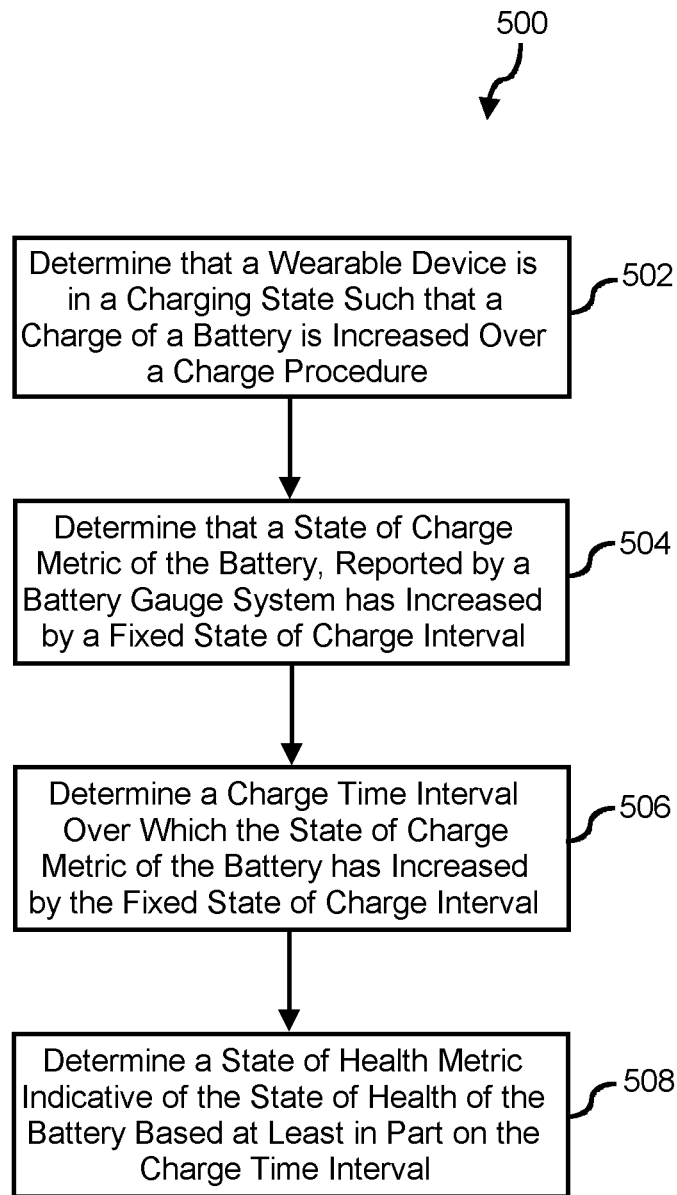 500
Determine that a Wearable Device is
in a Charging State Such that a
Charge of a Battery is Increased Over
a Charge Procedure
502
Determine that a State of Charge
Metric of the Battery, Reported by a
Battery Gauge System has Increased
by a Fixed State of Charge Interval
504
Determine a Charge Time Interval
Over Which the State of Charge
Metric of the Battery has Increased
by the Fixed State of Charge Interval
506
Determine a State of Health Metric
Indicative of the State of Health of the
Battery Based at Least in Part on the
Charge Time Interval
508